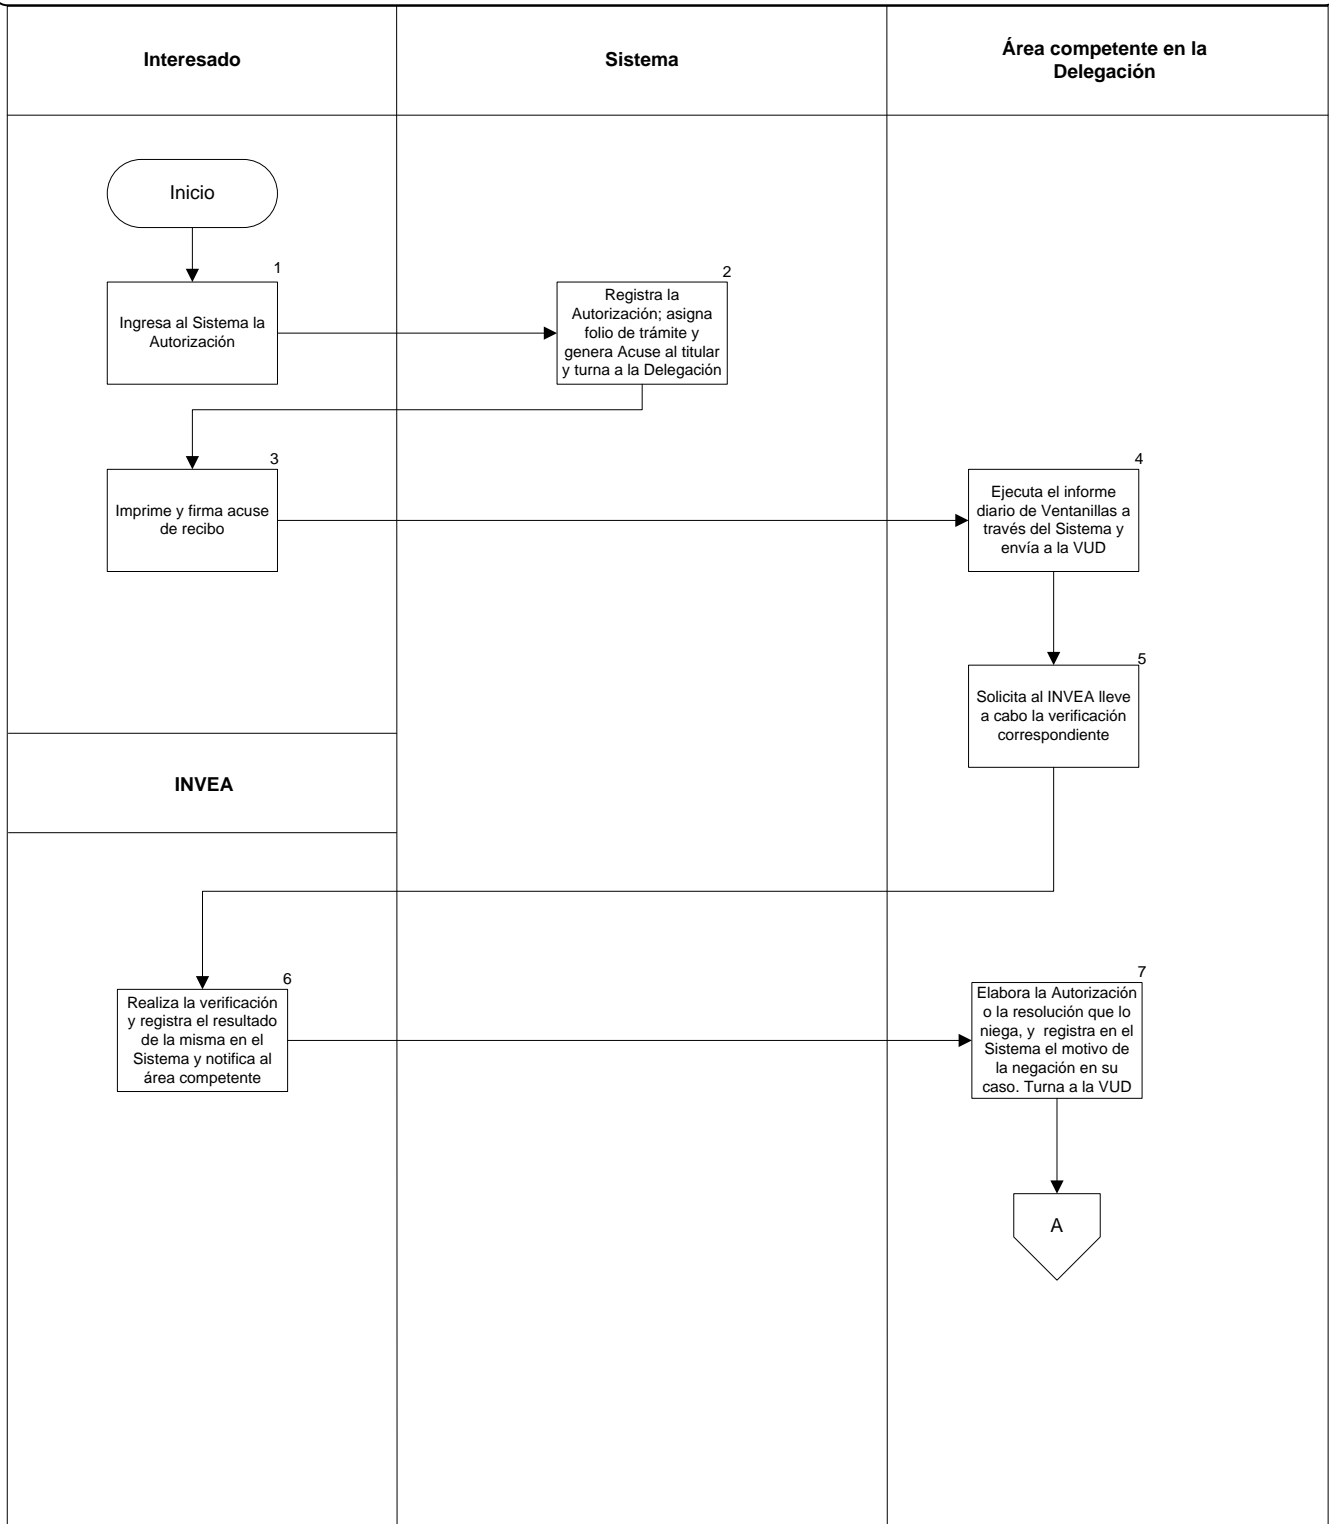 Interesado
Sistema
Área competente en la
Delegación
Inicio
1
Ingresa al Sistema la
Autorización
2
Registra la
Autorización; asigna
folio de trámite y
genera Acuse al titular
y turna a la Delegación
3
Imprime y firma acuse
de recibo
4
Ejecuta el informe
diario de Ventanillas a
través del Sistema y
envía a la VUD
5
Solicita al INVEA lleve
a cabo la verificación
correspondiente
INVEA
6
Realiza la verificación
y registra el resultado
de la misma en el
Sistema y notifica al
área competente
7
Elabora la Autorización
o la resolución que lo
niega, y registra en el
Sistema el motivo de
la negación en su
caso. Turna a la VUD
A